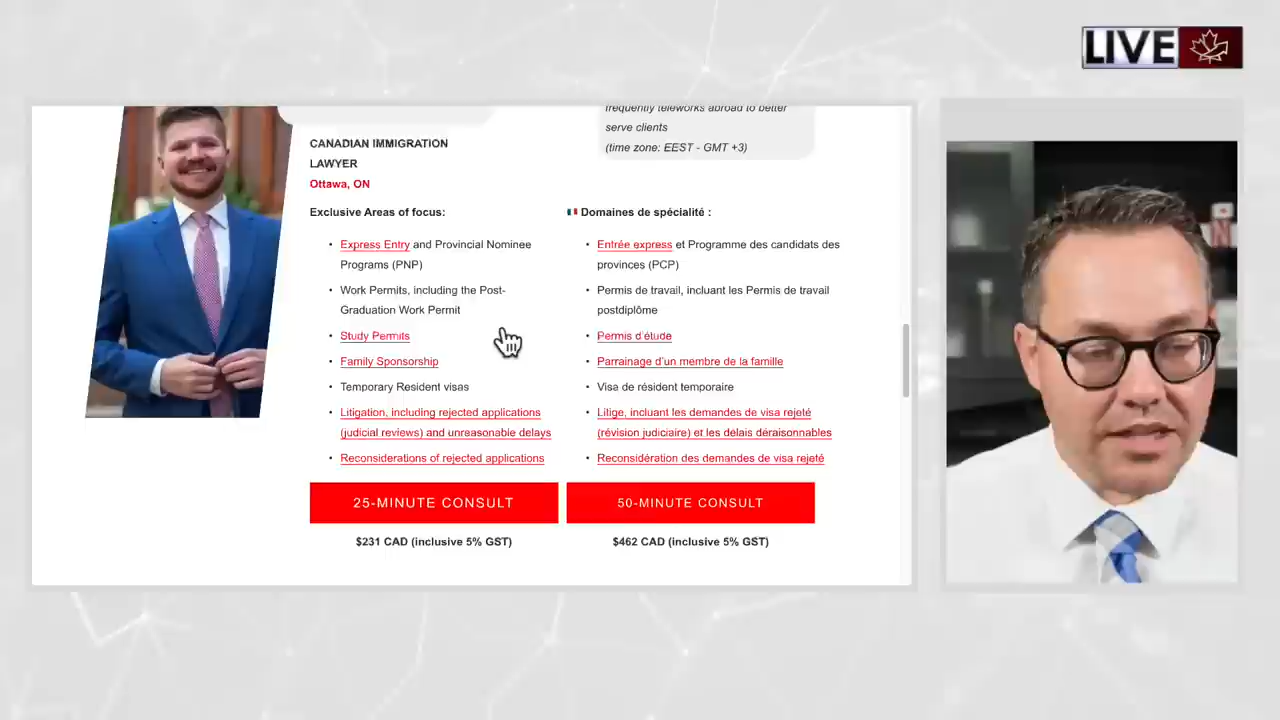 LIVE
frequently teleworks abroad to better
serve clients
(time zone: EEST - GMT +3)
CANADIAN IMMIGRATION
LAWYER
Ottawa, ON
Exclusive Areas of focus:
• Express Entry and Provincial Nominee
Programs (PNP)
• Work Permits, including the Post-
Graduation Work Permit
• Study Permits
• Family Sponsorship
• Temporary Resident visas
• Litigation, including rejected applications
(judicial reviews) and unreasonable delays
• Reconsiderations of rejected applications
25-MINUTE CONSULT
$231 CAD (inclusive 5% GST)
Domaines de spécialité :
• Entrée express et Programme des candidats des
provinces (PCP)
• Permis de travail, incluant les Permis de travail
postdiplôme
• Permis d'étude
• Parrainage d'un membre de la famille
• Visa de résident temporaire
• Litige, incluant les demandes de visa rejeté
(révision judiciaire) et les délais déraisonnables
• Reconsidération des demandes de visa rejeté
50-MINUTE CONSULT
$462 CAD (inclusive 5% GST)